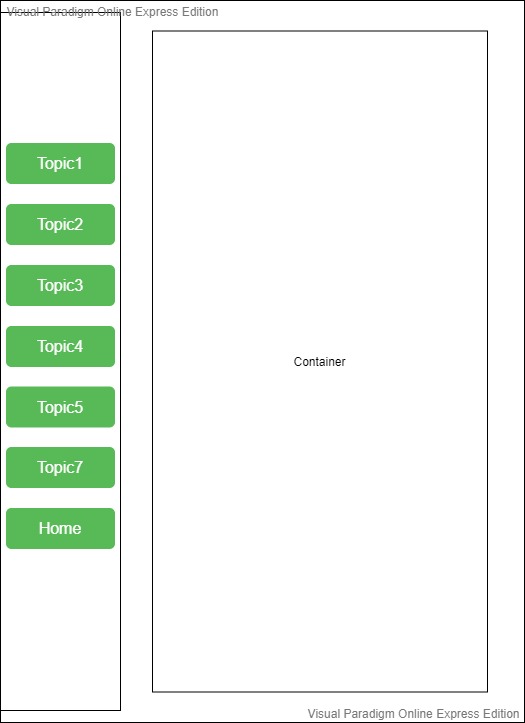 Visual Paradigm Online Express Edition
Topic1
Topic2
Topic3
Topic4
Topic5
Topic7
Home
Container
Visual Paradigm Online Express Edition